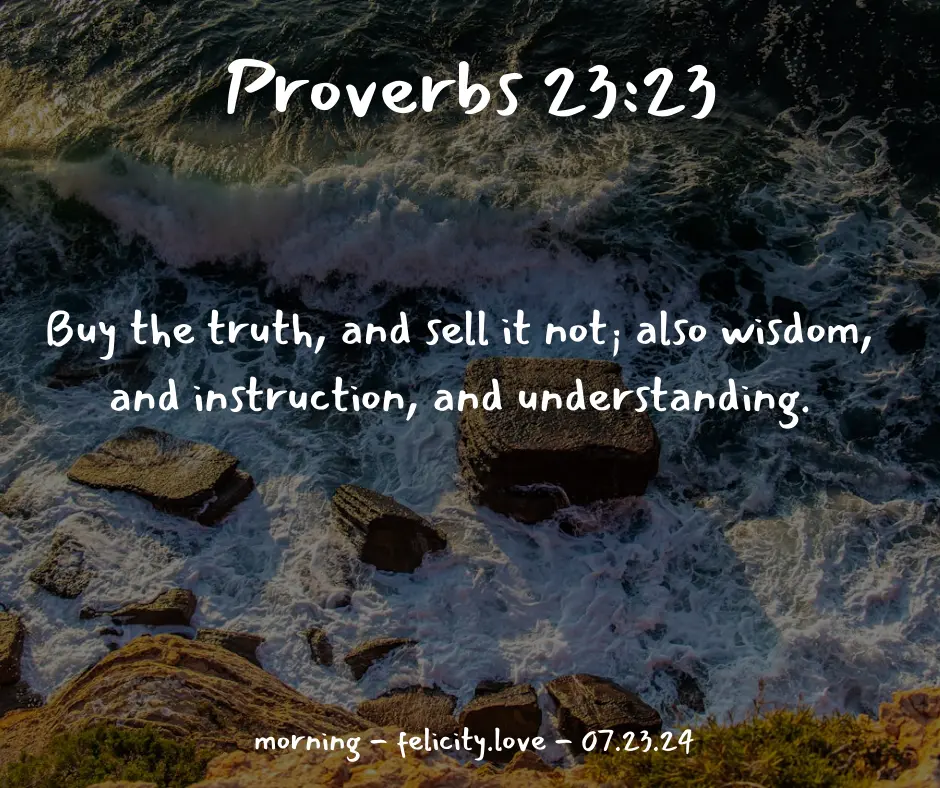 Proverbs 23:23
Buy the truth, and sell it not; also wisdom,
and instruction, and understanding.
morning - felicity.love - 07.23.24